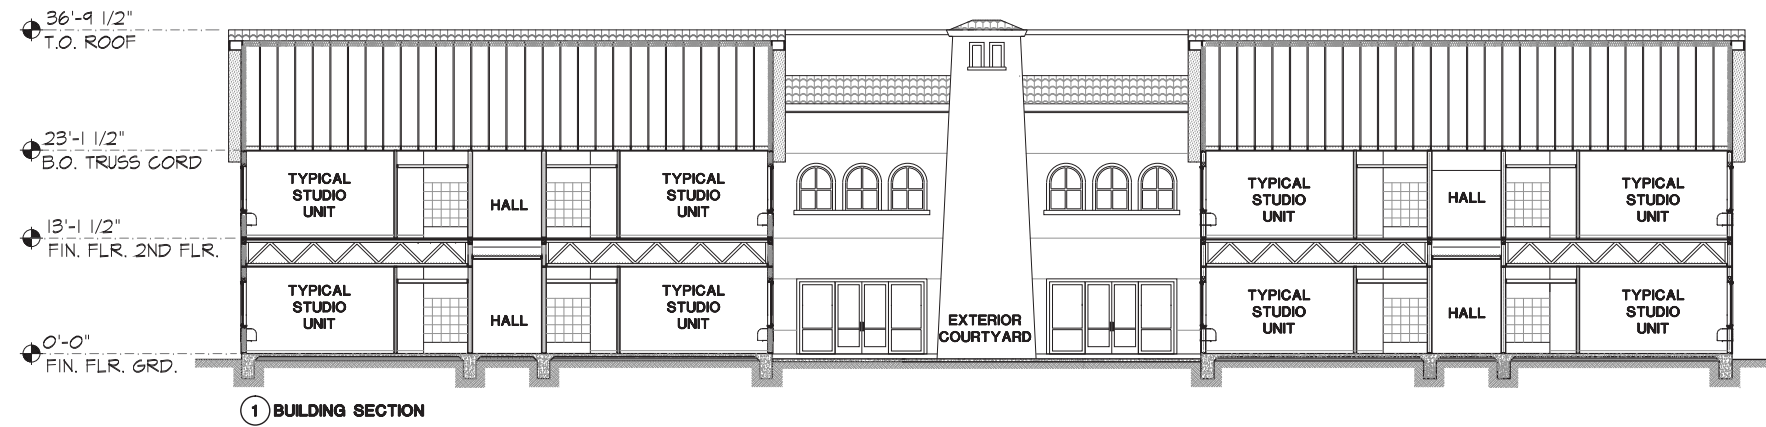 36'-9 1/2"
T.O. ROOF
23'-1 1/2"
B.O. TRUSS CORD
13'-1 1/2"
FIN. FLR. 2ND FLR.
0'-0"
FIN. FLR. GRD.
TYPICAL
STUDIO
UNIT
HALL
TYPICAL
STUDIO
UNIT
TYPICAL
STUDIO
UNIT
HALL
TYPICAL
STUDIO
UNIT
EXTERIOR
COURTYARD
TYPICAL
STUDIO
UNIT
HALL
TYPICAL
STUDIO
UNIT
TYPICAL
STUDIO
UNIT
HALL
TYPICAL
STUDIO
UNIT
1 BUILDING SECTION